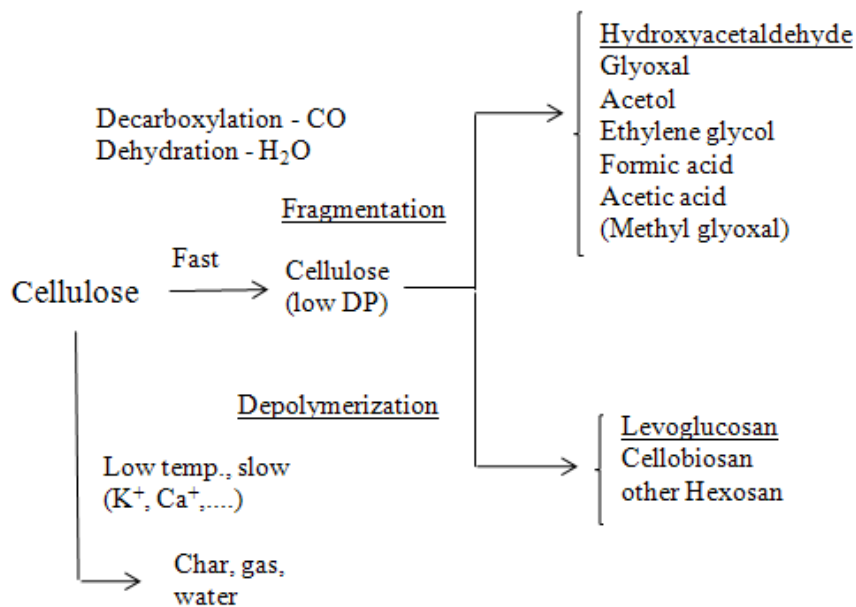 Decarboxylation - CO
Dehydration - H₂O
Fragmentation
Fast
Cellulose
Cellulose
(low DP)
Hydroxyacetaldehyde
Glyoxal
Acetol
Ethylene glycol
Formic acid
Acetic acid
(Methyl glyoxal)
Depolymerization
Levoglucosan
Cellobiosan
other Hexosan
Low temp., slow
(K⁺, Ca⁺,....)
Char, gas,
water